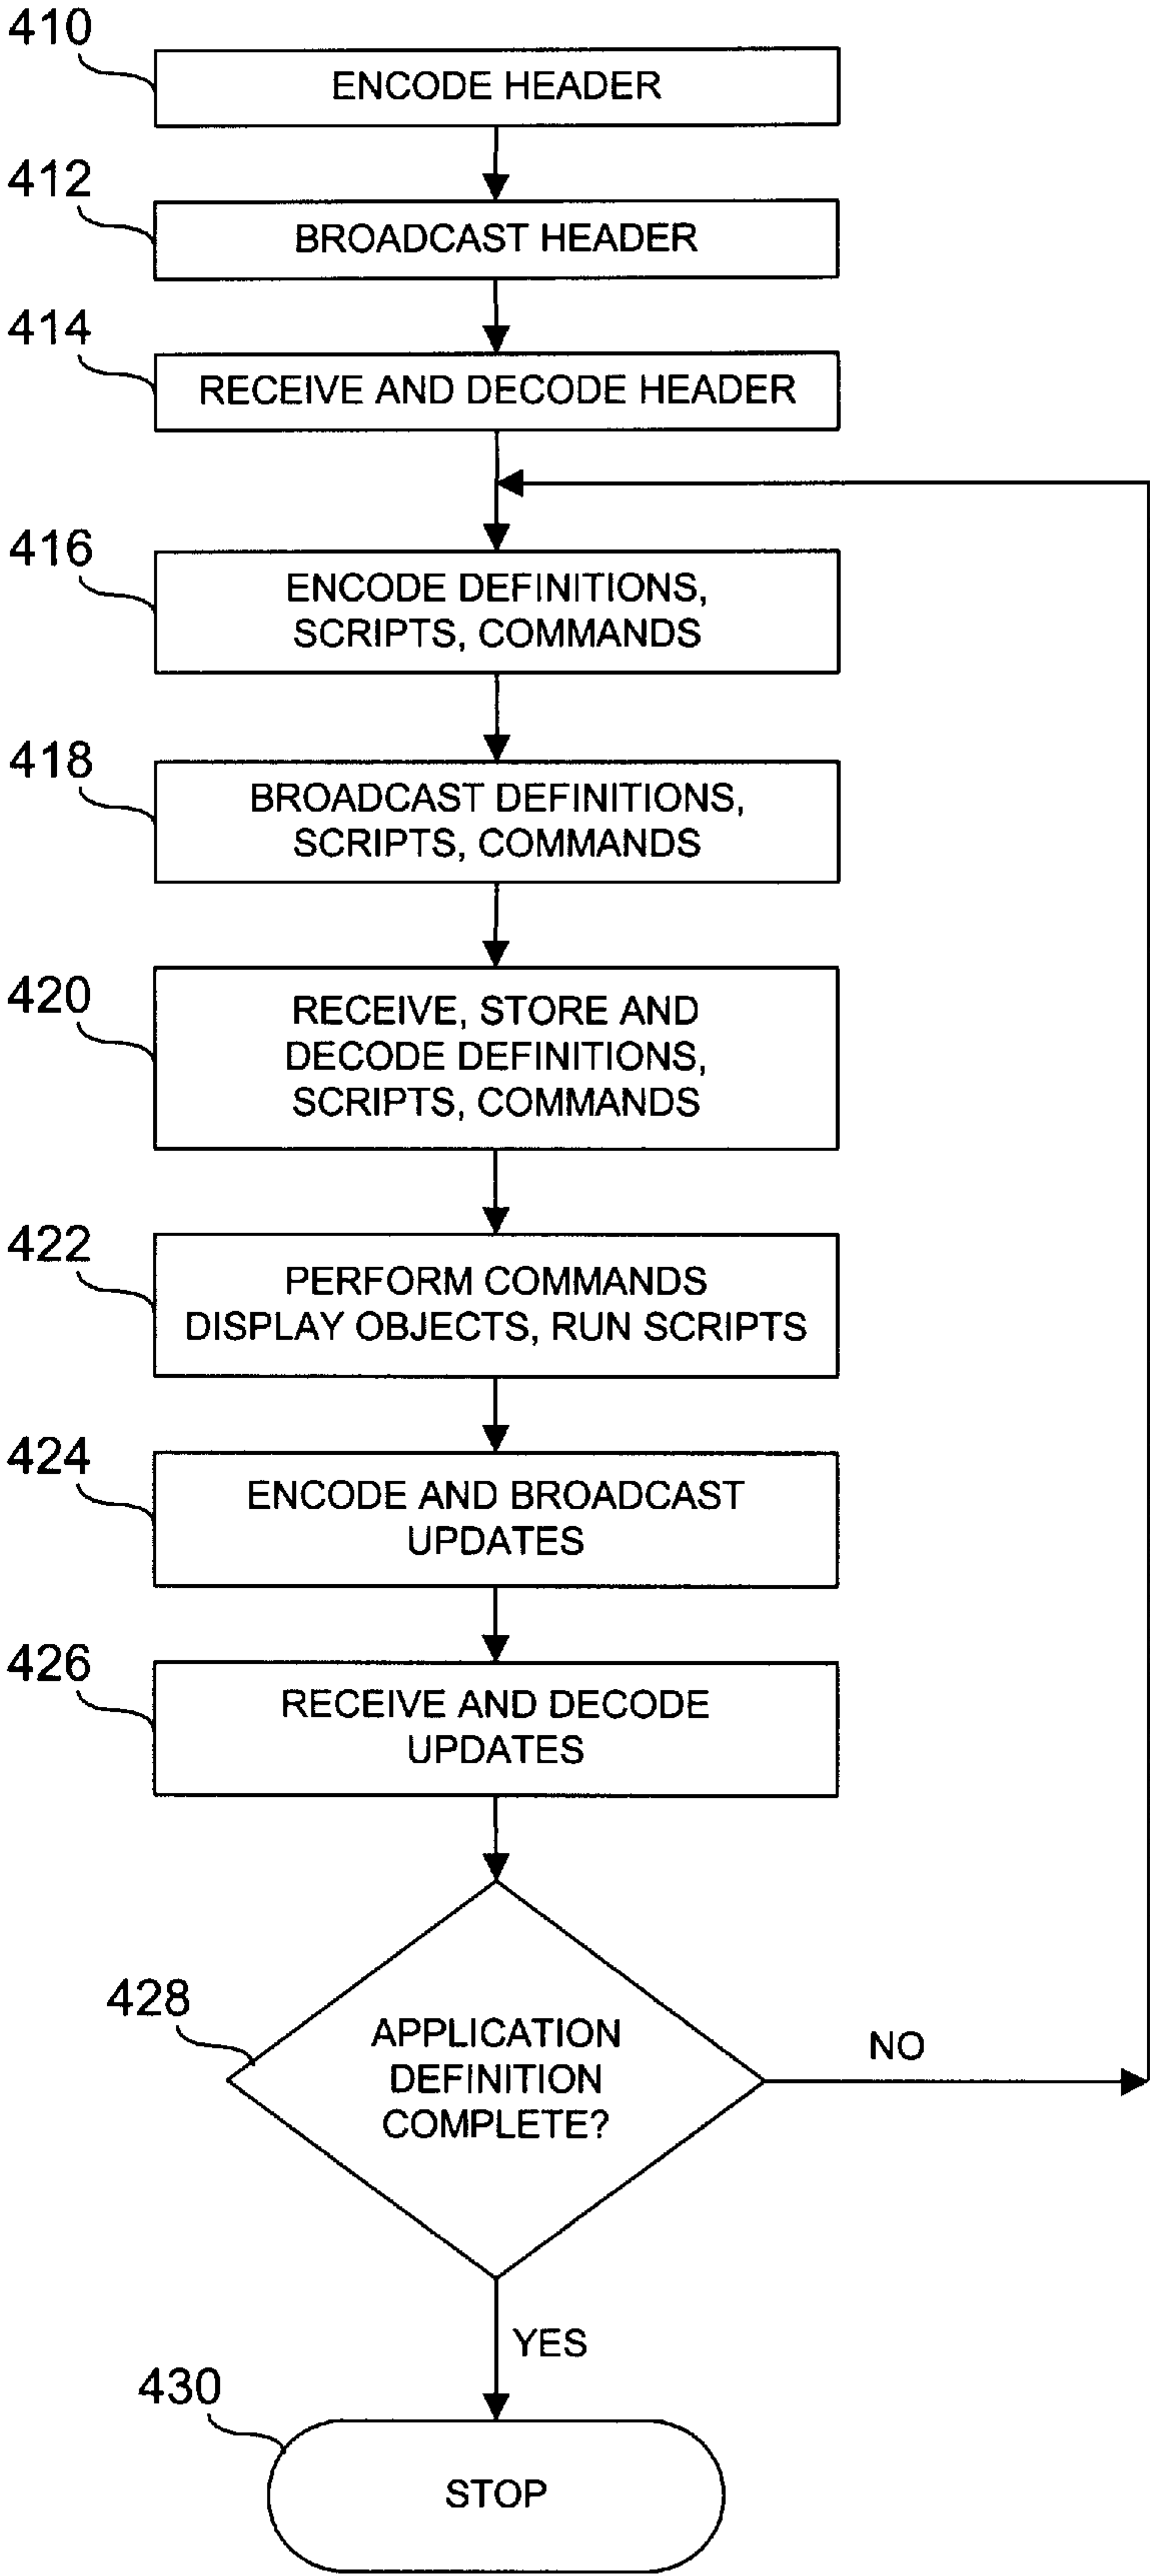 410
ENCODE HEADER
412
BROADCAST HEADER
414
RECEIVE AND DECODE HEADER
416
ENCODE DEFINITIONS,
SCRIPTS, COMMANDS
418
BROADCAST DEFINITIONS,
SCRIPTS, COMMANDS
420
RECEIVE, STORE AND
DECODE DEFINITIONS,
SCRIPTS, COMMANDS
422
PERFORM COMMANDS
DISPLAY OBJECTS, RUN SCRIPTS
424
ENCODE AND BROADCAST
UPDATES
426
RECEIVE AND DECODE
UPDATES
428
APPLICATION
DEFINITION
COMPLETE?
NO
YES
430
STOP